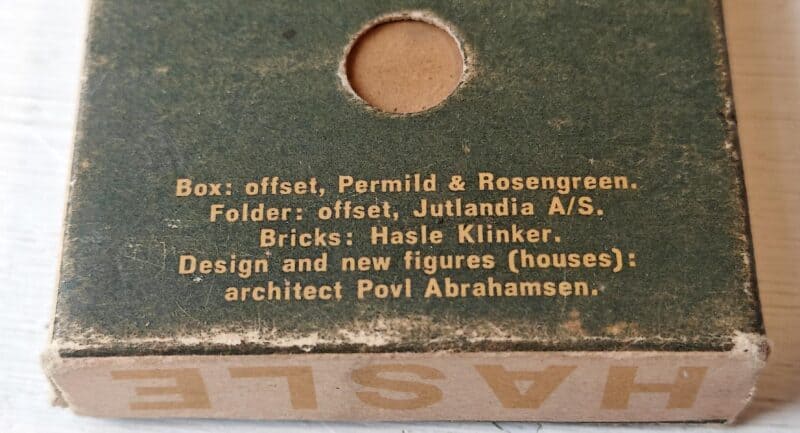 Box: offset, Permild & Rosengreen.
Folder: offset, Jutlandia A/S.
Bricks: Hasle Klinker.
Design and new figures (houses):
architect Povl Abrahamsen.
HASLE